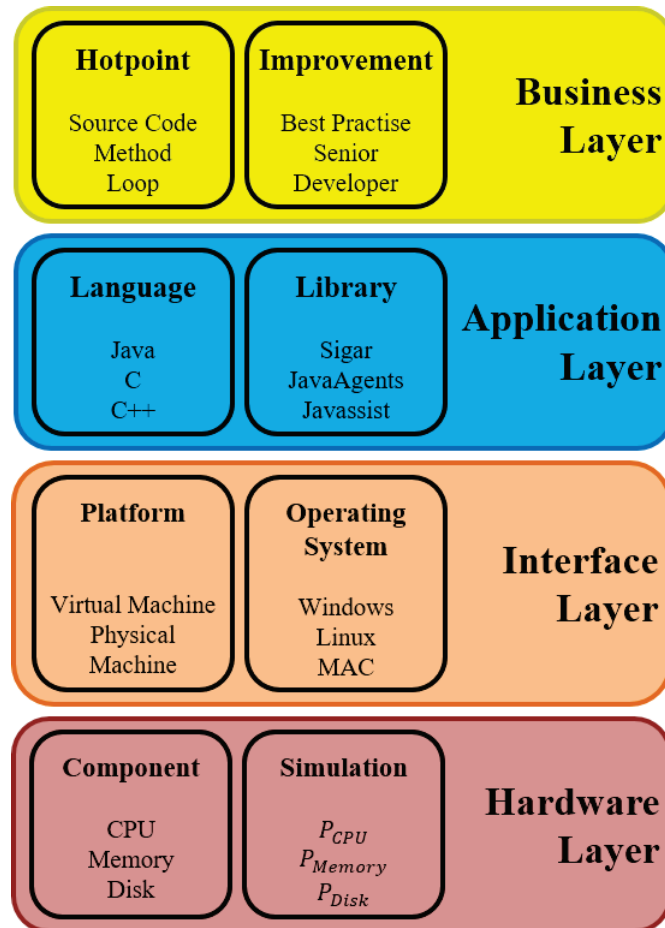 Hotpoint
Source Code
Method
Loop
Improvement
Best Practise
Senior
Developer
Business
Layer
Language
Java
C
C++
Library
Sigar
JavaAgents
Javassist
Application
Layer
Platform
Virtual Machine
Physical
Machine
Operating
System
Windows
Linux
MAC
Interface
Layer
Component
CPU
Memory
Disk
Simulation
P_CPU
P_Memory
P_Disk
Hardware
Layer